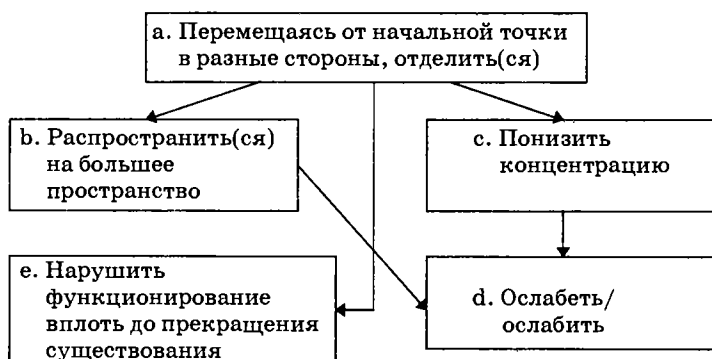 a. Перемещаясь от начальной точки
в разные стороны, отделить(ся)
b. Распространить(ся)
на большее
пространство
c. Понизить
концентрацию
e. Нарушить
функционирование
вплоть до прекращения
существования
d. Ослабеть/
ослабить